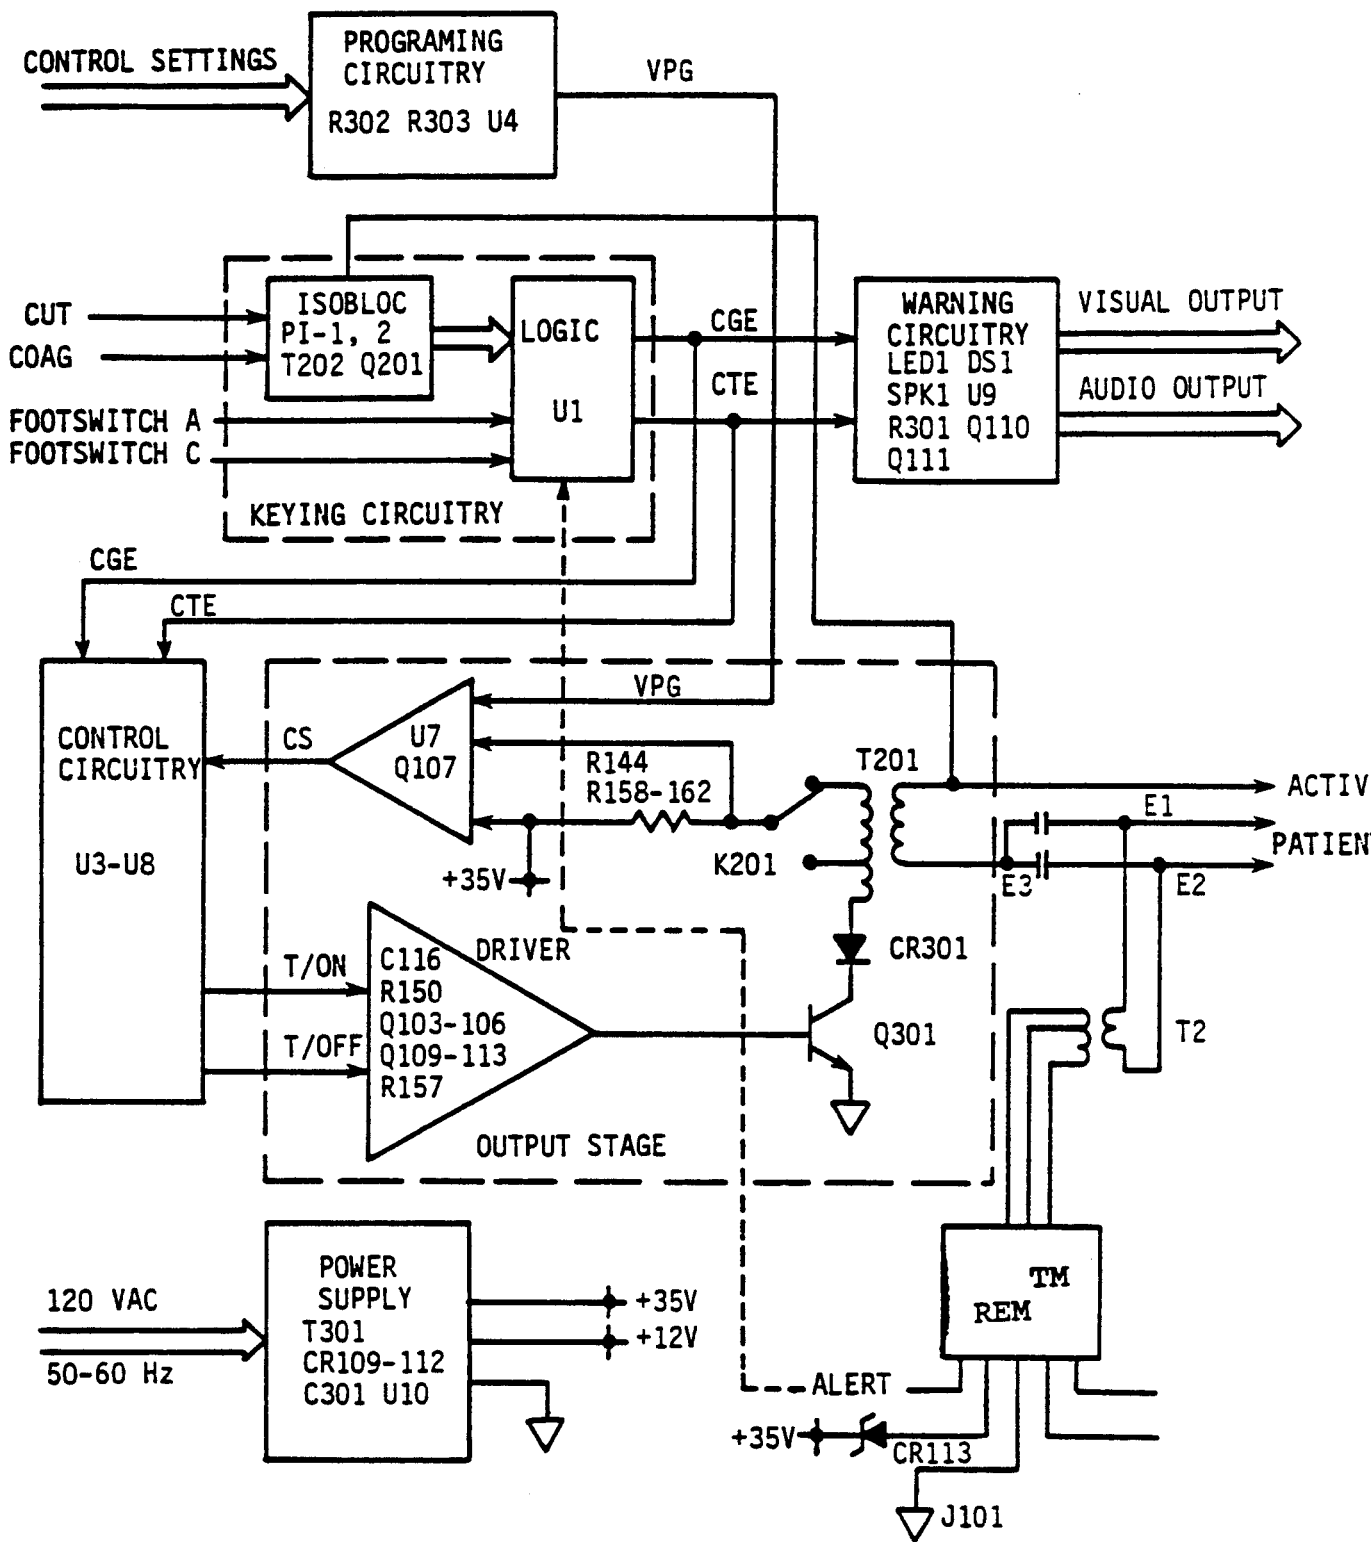 PROGRAMING
CIRCUITRY
R302 R303 U4
CONTROL SETTINGS
VPG
ISOBLOC
PI-1, 2
T202 Q201
LOGIC
U1
CUT
COAG
FOOTSWITCH A
FOOTSWITCH C
KEYING CIRCUITRY
CGE
CTE
WARNING
CIRCUITRY
LED1 DS1
SPK1 U9
R301 Q110
Q111
VISUAL OUTPUT
AUDIO OUTPUT
CGE
CTE
CONTROL
CIRCUITRY
U3-U8
CS
U7
Q107
VPG
R144
R158-162
+35V
K201
T201
ACTIV
E1
PATIEN
E3
E2
T/ON
T/OFF
DRIVER
C116
R150
Q103-106
Q109-113
R157
CR301
Q301
T2
OUTPUT STAGE
120 VAC
50-60 Hz
POWER
SUPPLY
T301
CR109-112
C301 U10
+35V
+12V
REM TM
ALERT
+35V
CR113
J101